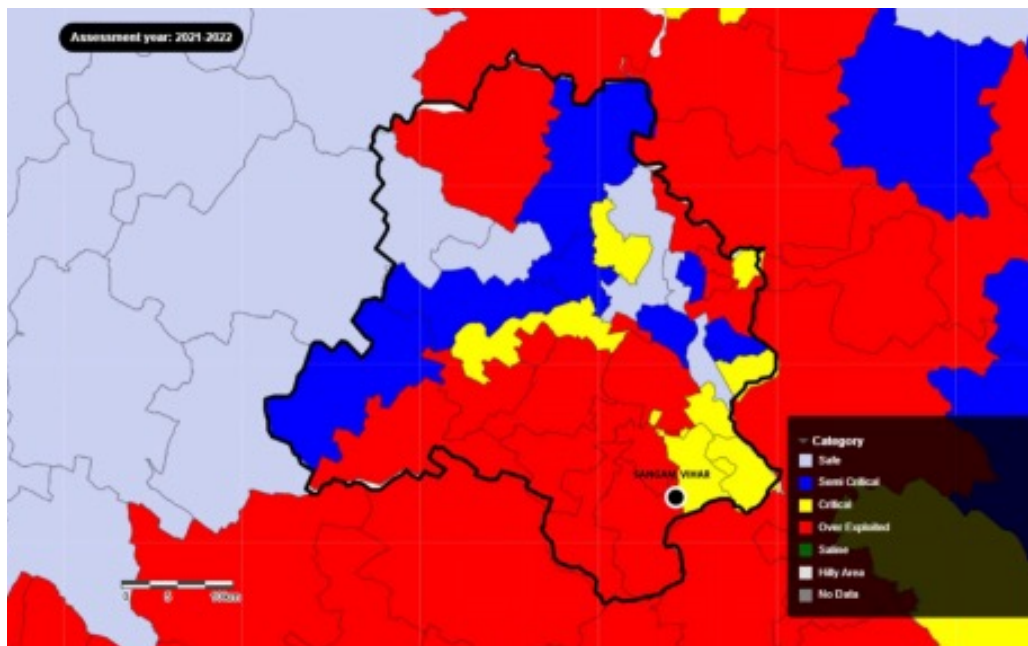 Assessment year: 2021-2022
SANGAM VIHAR
Category
Safe
Semi Critical
Critical
Over Exploited
Saline
Hilly Area
No Data
5